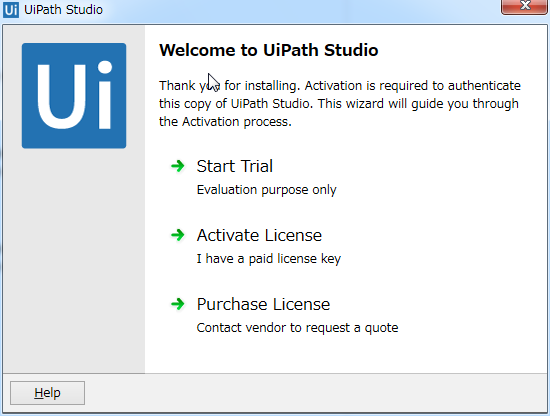 UiPath Studio
Ui
Welcome to UiPath Studio
Thank you for installing. Activation is required to authenticate
this copy of UiPath Studio. This wizard will guide you through
the Activation process.
Start Trial
Evaluation purpose only
Activate License
I have a paid license key
Purchase License
Contact vendor to request a quote
Help